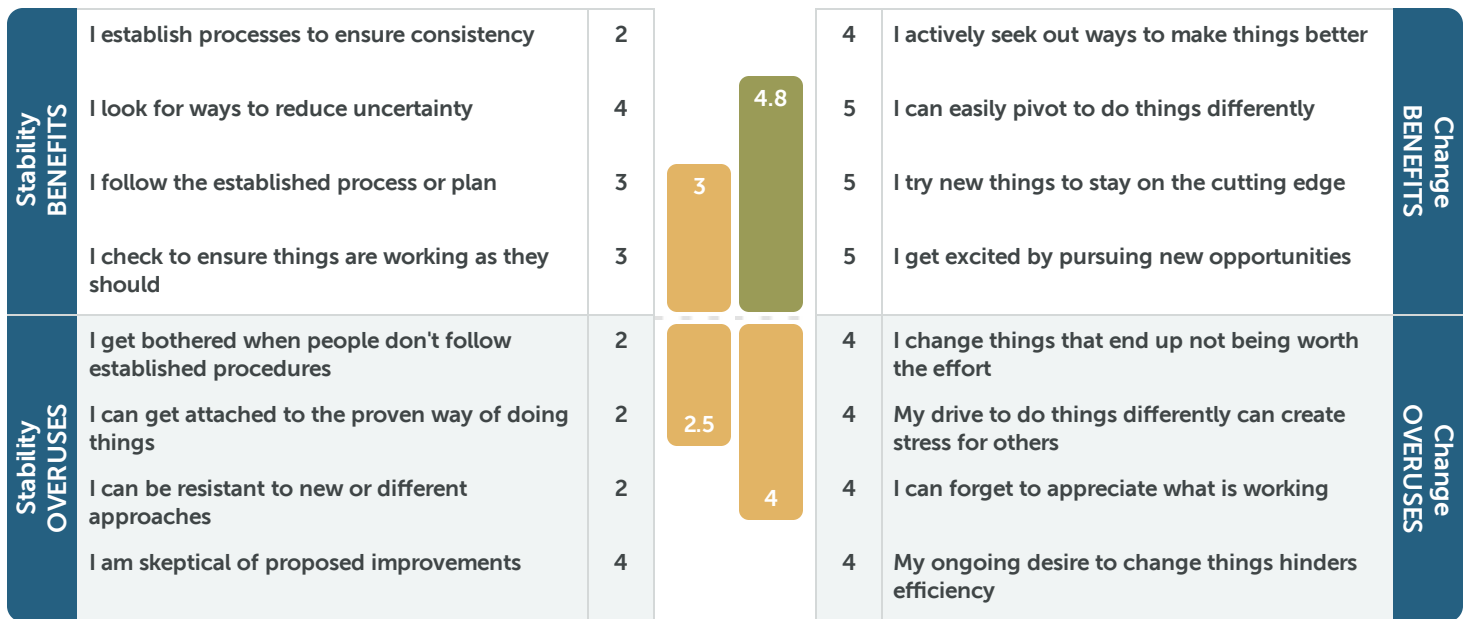 Stability
BENEFITS
I establish processes to ensure consistency 2
I look for ways to reduce uncertainty 4
I follow the established process or plan 3
I check to ensure things are working as they
should 3
Stability
OVERUSES
I get bothered when people don't follow
established procedures 2
I can get attached to the proven way of doing
things 2
I can be resistant to new or different
approaches 2
I am skeptical of proposed improvements 4
3
4.8
2.5
4
4 I actively seek out ways to make things better
5 I can easily pivot to do things differently
5 I try new things to stay on the cutting edge
5 I get excited by pursuing new opportunities
Change
BENEFITS
4 I change things that end up not being worth
the effort
4 My drive to do things differently can create
stress for others
4 I can forget to appreciate what is working
4 My ongoing desire to change things hinders
efficiency
Change
OVERUSES